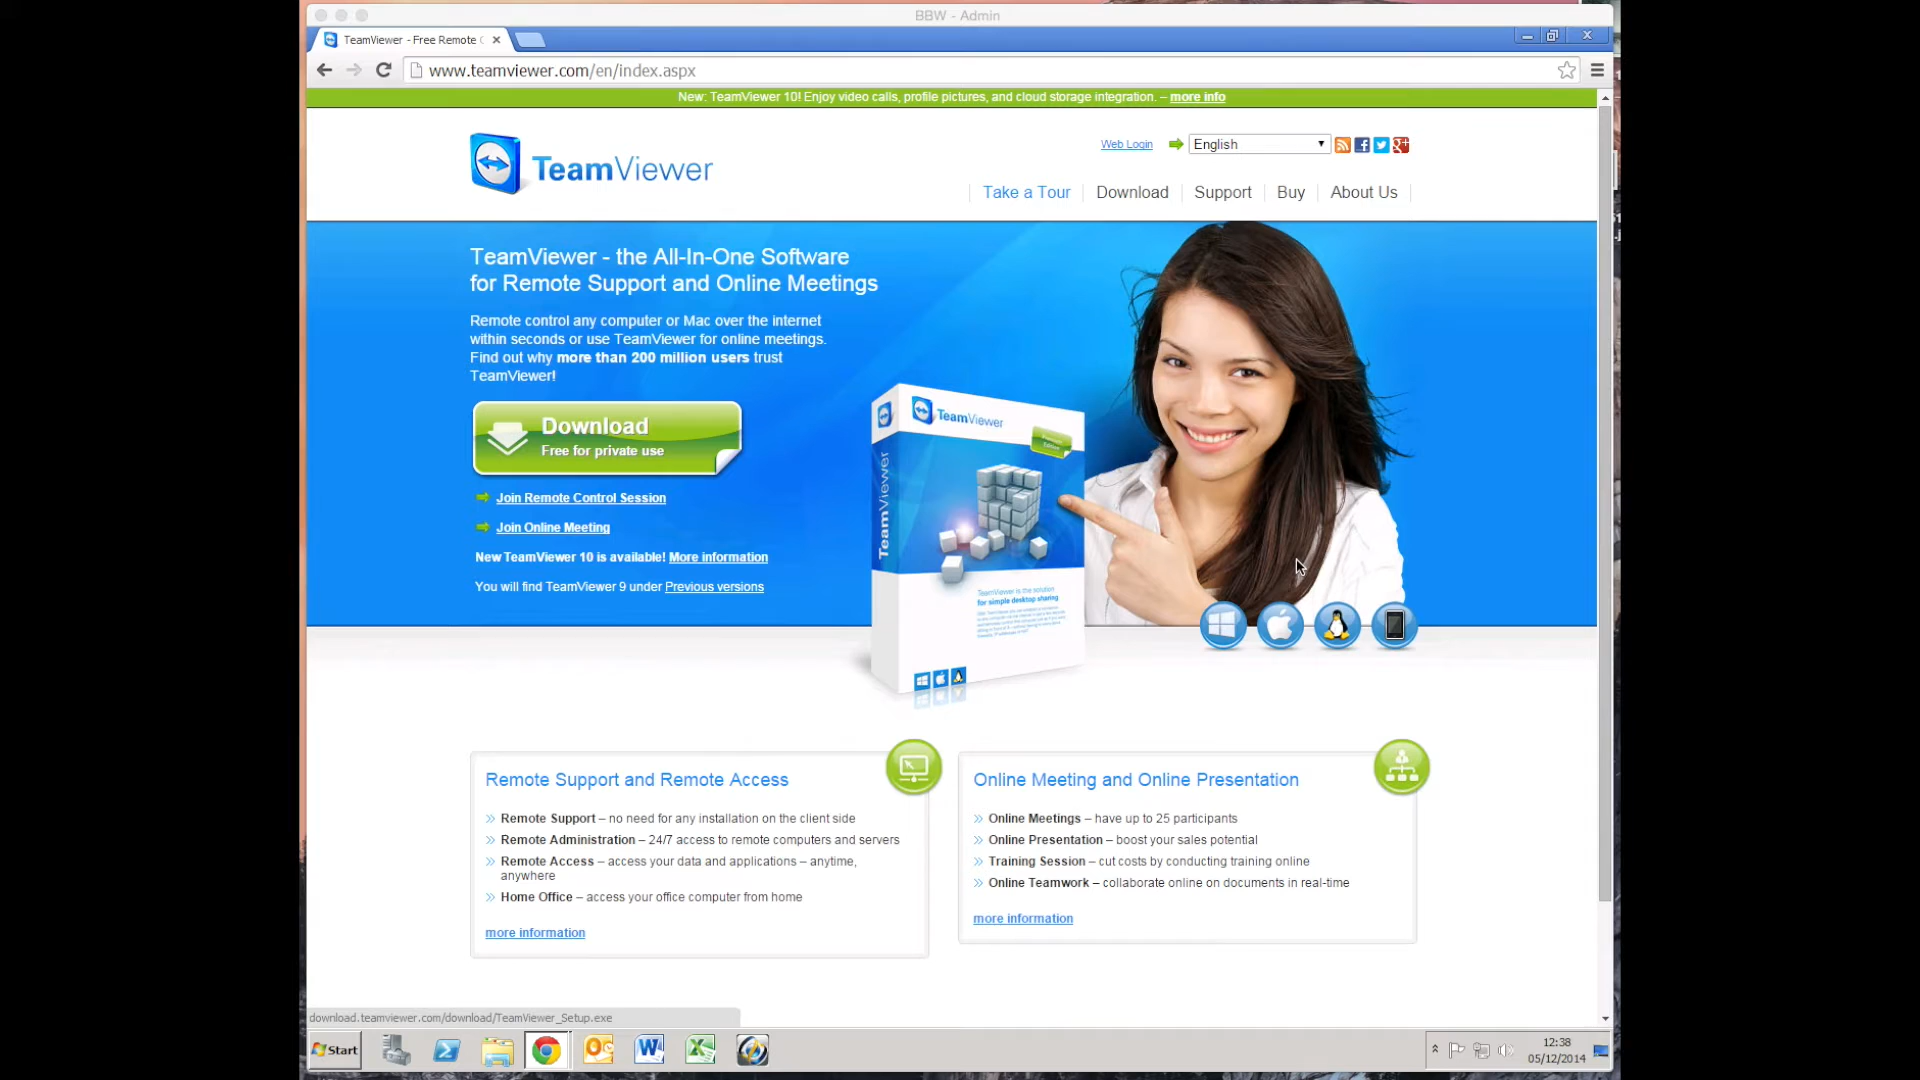 BBW - Admin
TeamViewer - Free Remote C
www.teamviewer.com/en/index.aspx
New: TeamViewer 10! Enjoy video calls, profile pictures, and cloud storage integration. – more info
TeamViewer
Web Login
English
Take a Tour
Download
Support
Buy
About Us
TeamViewer - the All-In-One Software
for Remote Support and Online Meetings
Remote control any computer or Mac over the internet
within seconds or use TeamViewer for online meetings.
Find out why more than 200 million users trust
TeamViewer!
Download
Free for private use
Join Remote Control Session
Join Online Meeting
New TeamViewer 10 is available! More information
You will find TeamViewer 9 under Previous versions
TeamViewer
TeamViewer
TeamViewer is the solution
for simple desktop sharing
Remote Support and Remote Access
Remote Support – no need for any installation on the client side
Remote Administration – 24/7 access to remote computers and servers
Remote Access – access your data and applications – anytime,
anywhere
Home Office – access your office computer from home
more information
Online Meeting and Online Presentation
Online Meetings – have up to 25 participants
Online Presentation – boost your sales potential
Training Session – cut costs by conducting training online
Online Teamwork – collaborate online on documents in real-time
more information
download.teamviewer.com/download/TeamViewer_Setup.exe
Start
12:38
05/12/2014